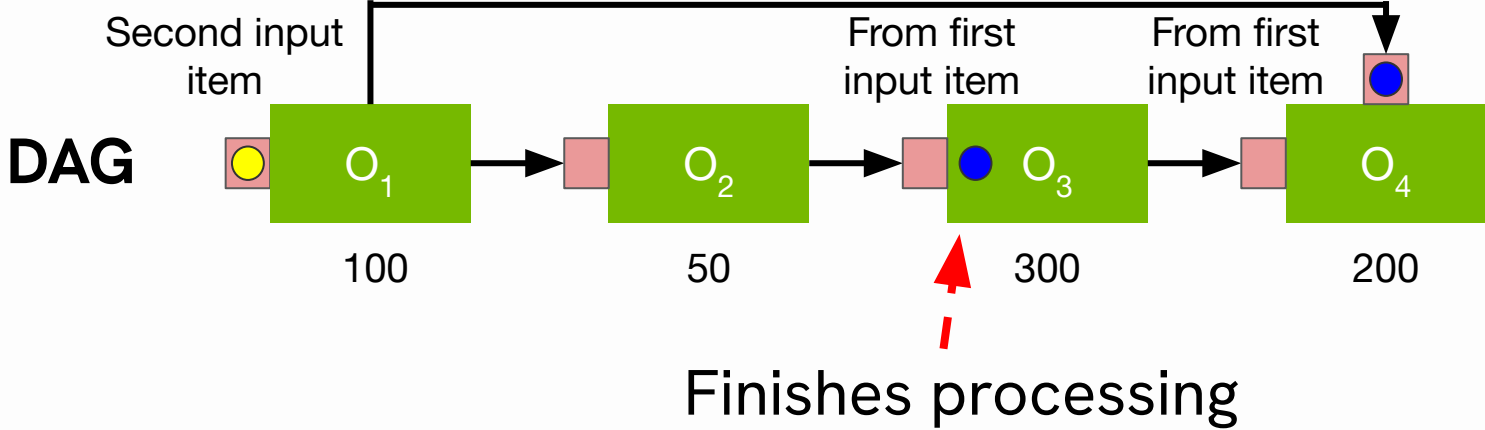 Second input
item
From first
input item
From first
input item
DAG
O1
O2
O3
O4
100
50
300
200
Finishes processing